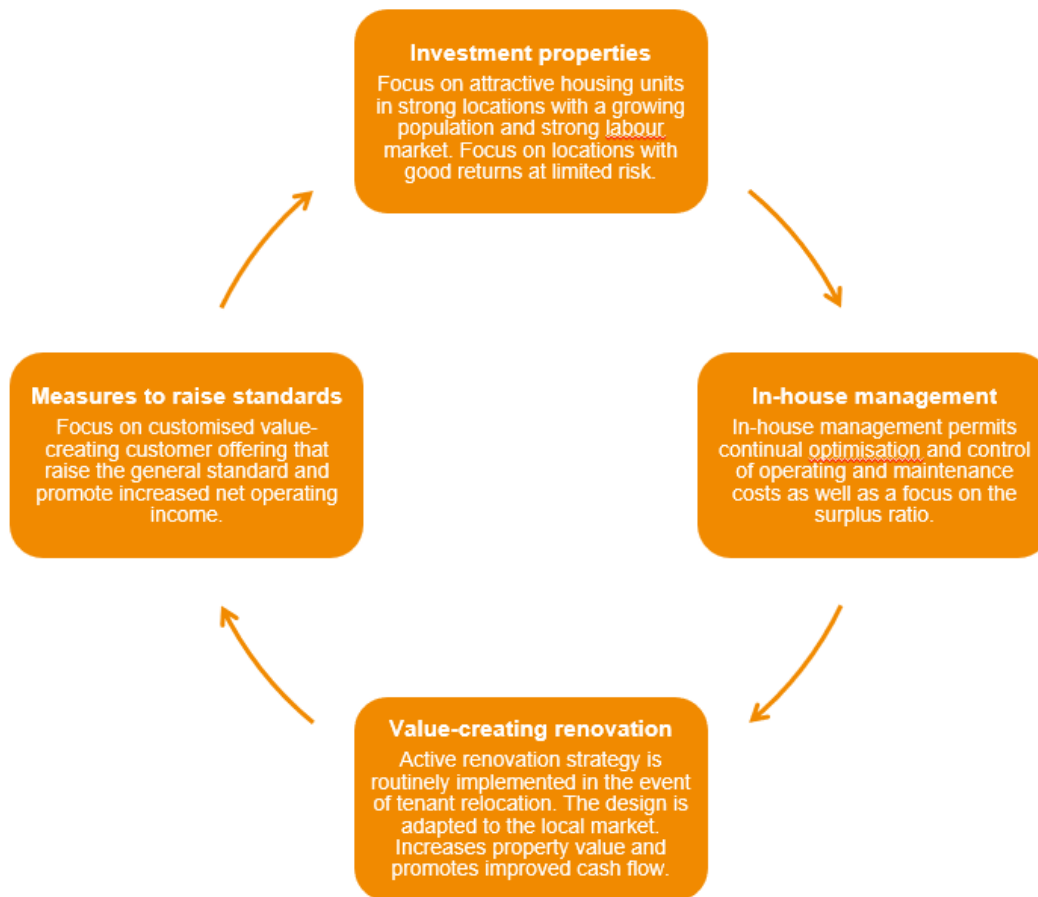 Investment properties
Focus on attractive housing units
in strong locations with a growing
population and strong labour
market. Focus on locations with
good returns at limited risk.
Measures to raise standards
Focus on customised value-
creating customer offering that
raise the general standard and
promote increased net operating
income.
In-house management
In-house management permits
continual optimisation and control
of operating and maintenance
costs as well as a focus on the
surplus ratio.
Value-creating renovation
Active renovation strategy is
routinely implemented in the event
of tenant relocation. The design is
adapted to the local market.
Increases property value and
promotes improved cash flow.